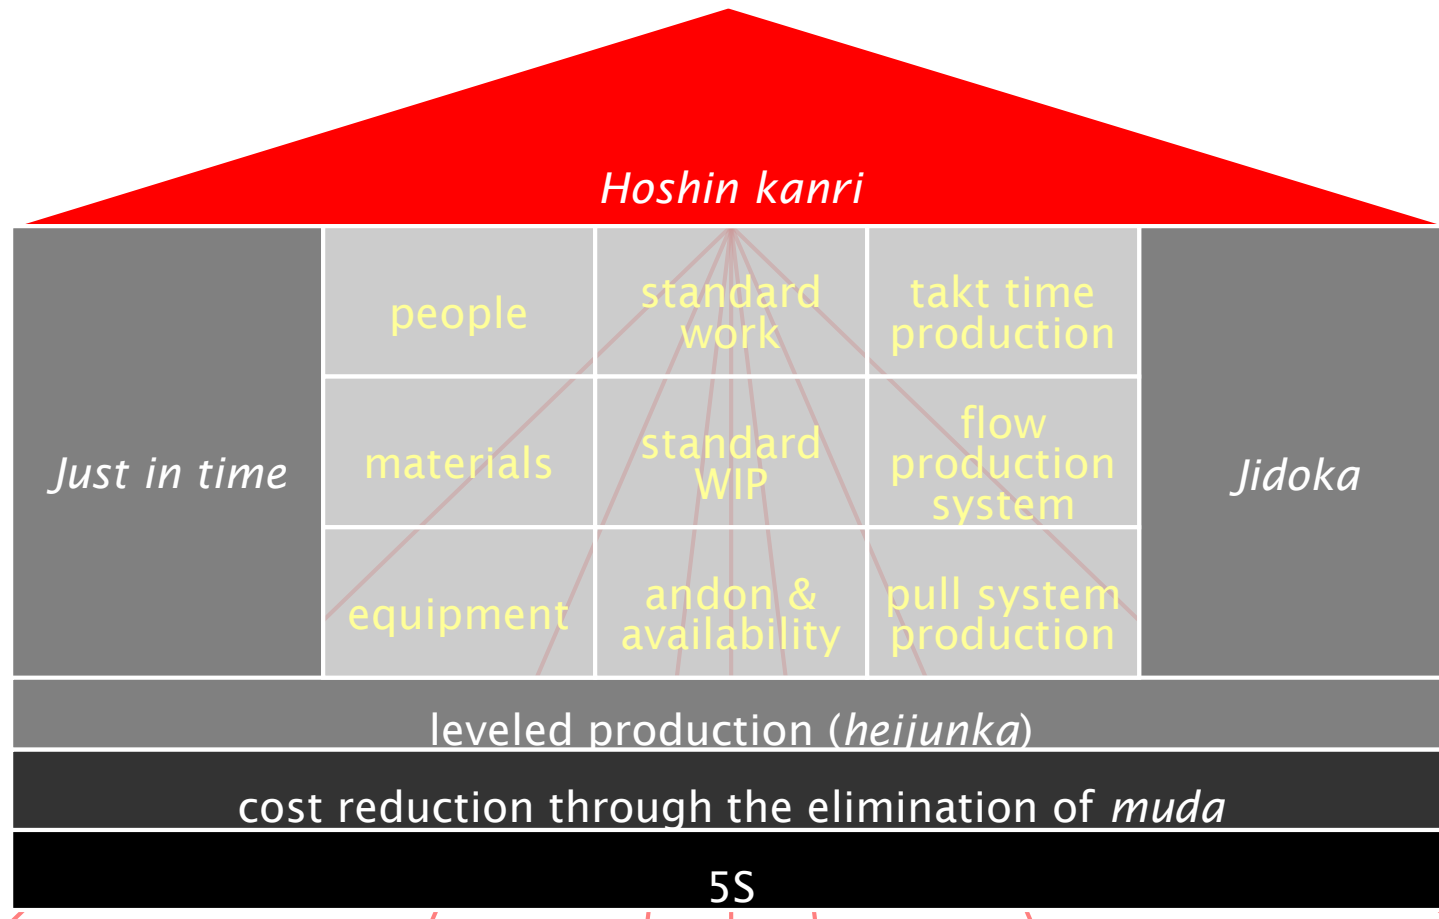 Hoshin kanri
people
standard
work
takt time
production
Just in time
materials
standard
WIP
flow
production
system
Jidoka
equipment
andon &
availability
pull system
production
leveled production (heijunka)
cost reduction through the elimination of muda
5S